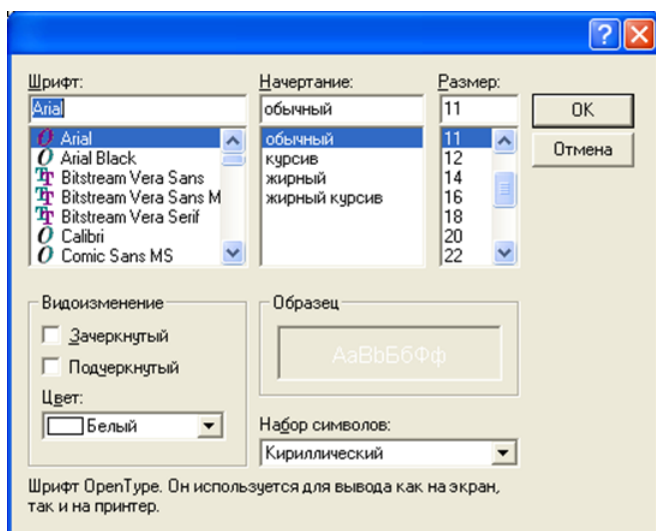 Шрифт:
Arial
Arial
Arial Black
Bitstream Vera Sans
Bitstream Vera Sans M
Bitstream Vera Serif
Calibri
Comic Sans MS
Начертание:
обычный
обычный
курсив
жирный
жирный курсив
Размер:
11
11
12
14
16
18
20
22
OK
Отмена
Видоизменение
Зачеркнутый
Подчеркнутый
Цвет:
Белый
Образец
АаВbБбФф
Набор символов:
Кириллический
Шрифт OpenType. Он используется для вывода как на экран,
так и на принтер.